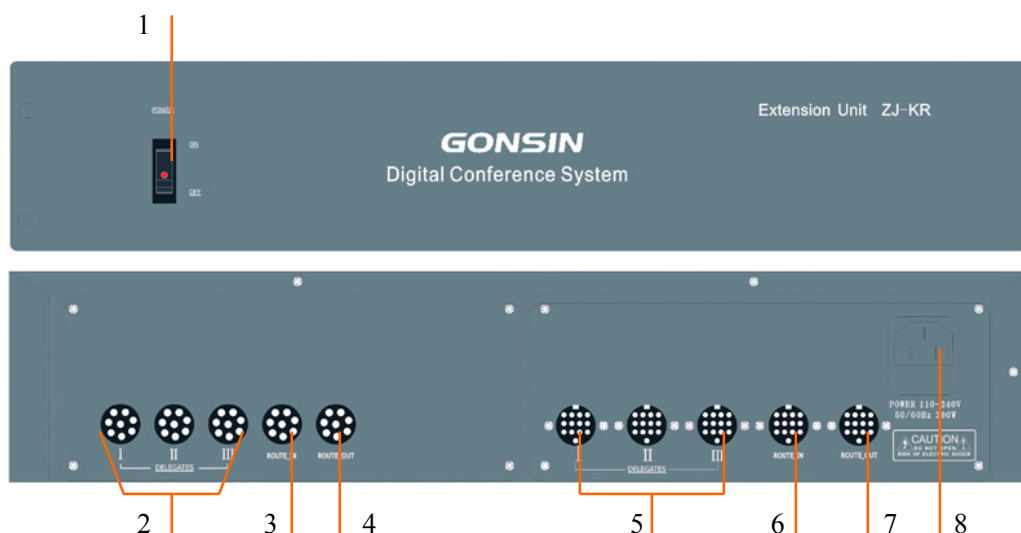 1
Extension Unit ZJ-KR
POWER
ON
GONSIN
Digital Conference System
OFF
POWER 110-240V
50/60Hz 300W
I II III ROUTE_IN ROUTE_OUT
DELEGATES
I II III ROUTE_IN ROUTE_OUT
DELEGATES
CAUTION
DO NOT OPEN
RISK OF ELECTRIC SHOCK
2 3 4 5 6 7 8